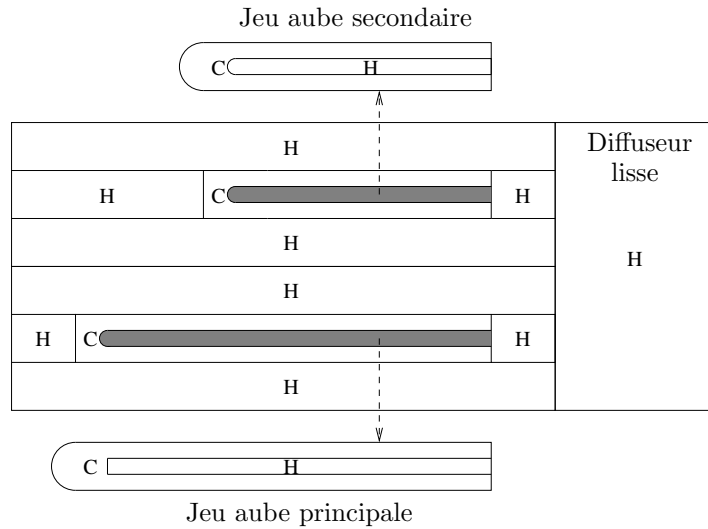 Jeu aube secondaire
C H
H
Diffuseur
lisse
H C H
H
H
H
H C H
H
C H
Jeu aube principale